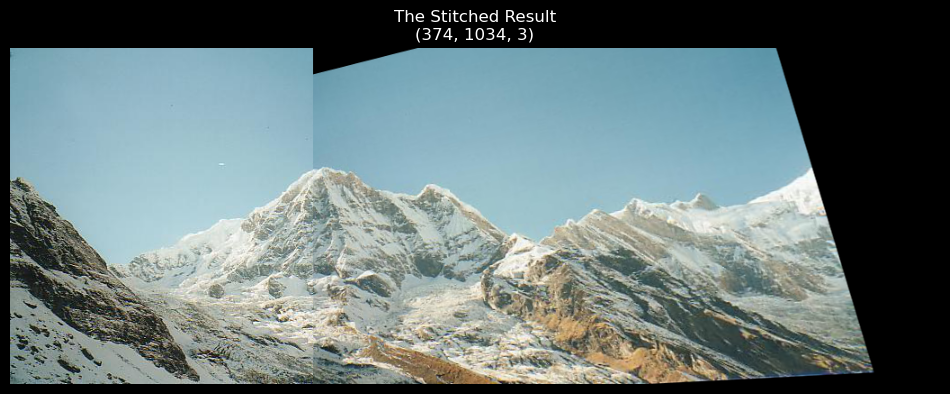 The Stitched Result
(374, 1034, 3)